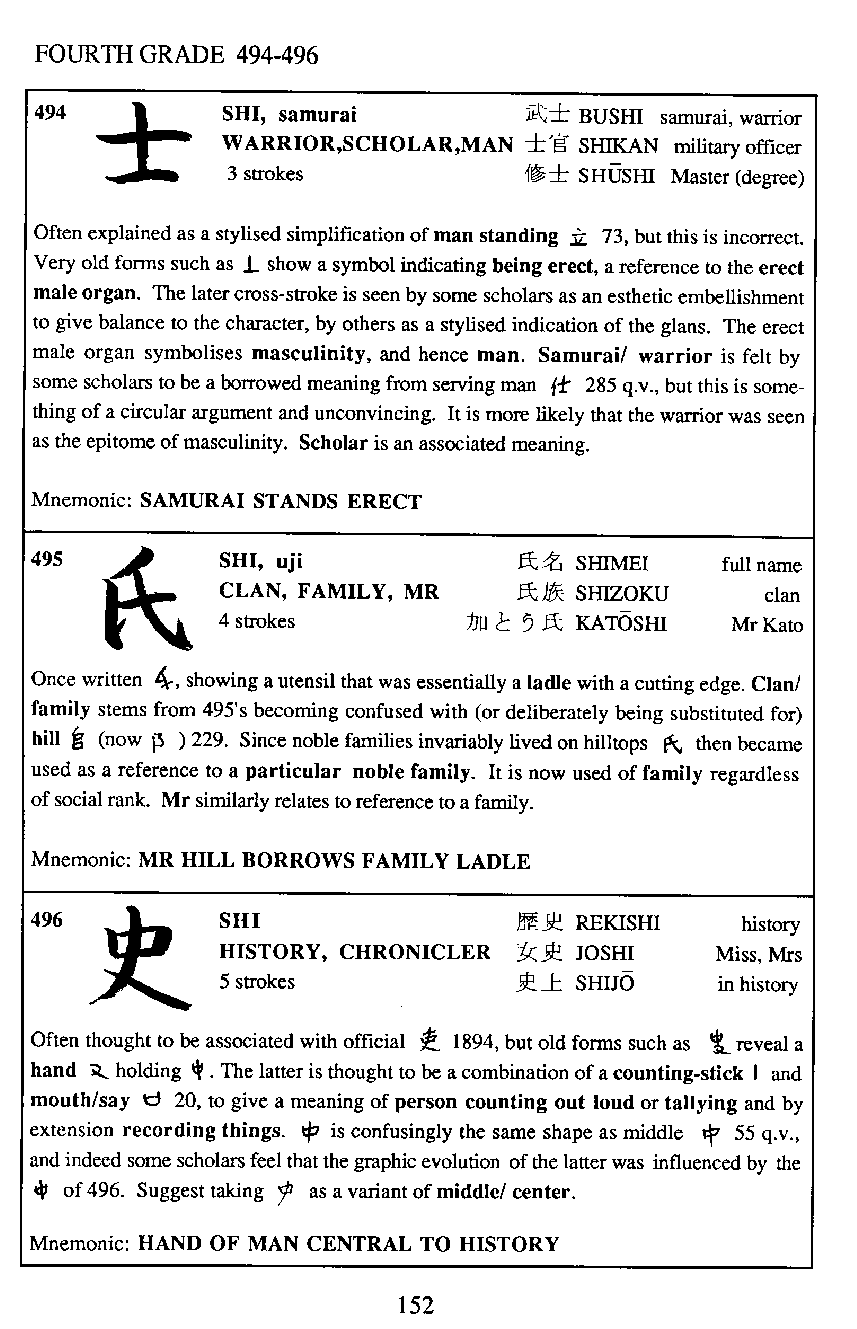 FOURTH GRADE 494-496
494 士 SHI, samurai 武士 BUSHI samurai, warrior
WARRIOR,SCHOLAR,MAN 士官 SHIKAN military officer
3 strokes 修士 SHŪSHI Master (degree)
Often explained as a stylised simplification of man standing 立 73, but this is incorrect.
Very old forms such as ⊥ show a symbol indicating being erect, a reference to the erect
male organ. The later cross-stroke is seen by some scholars as an esthetic embellishment
to give balance to the character, by others as a stylised indication of the glans. The erect
male organ symbolises masculinity, and hence man. Samurai/ warrior is felt by
some scholars to be a borrowed meaning from serving man 仕 285 q.v., but this is some-
thing of a circular argument and unconvincing. It is more likely that the warrior was seen
as the epitome of masculinity. Scholar is an associated meaning.
Mnemonic: SAMURAI STANDS ERECT
495 氏 SHI, uji 氏名 SHIMEI full name
CLAN, FAMILY, MR 氏族 SHIZOKU clan
4 strokes 加とう氏 KATŌSHI Mr Kato
Once written , showing a utensil that was essentially a ladle with a cutting edge. Clan/
family stems from 495's becoming confused with (or deliberately being substituted for)
hill (now 阝) 229. Since noble families invariably lived on hilltops 氏 then became
used as a reference to a particular noble family. It is now used of family regardless
of social rank. Mr similarly relates to reference to a family.
Mnemonic: MR HILL BORROWS FAMILY LADLE
496 史 SHI 歴史 REKISHI history
HISTORY, CHRONICLER 女史 JOSHI Miss, Mrs
5 strokes 史上 SHIJŌ in history
Often thought to be associated with official 吏 1894, but old forms such as reveal a
hand holding . The latter is thought to be a combination of a counting-stick | and
mouth/say 20, to give a meaning of person counting out loud or tallying and by
extension recording things. 中 is confusingly the same shape as middle 中 55 q.v.,
and indeed some scholars feel that the graphic evolution of the latter was influenced by the
of 496. Suggest taking as a variant of middle/ center.
Mnemonic: HAND OF MAN CENTRAL TO HISTORY
152